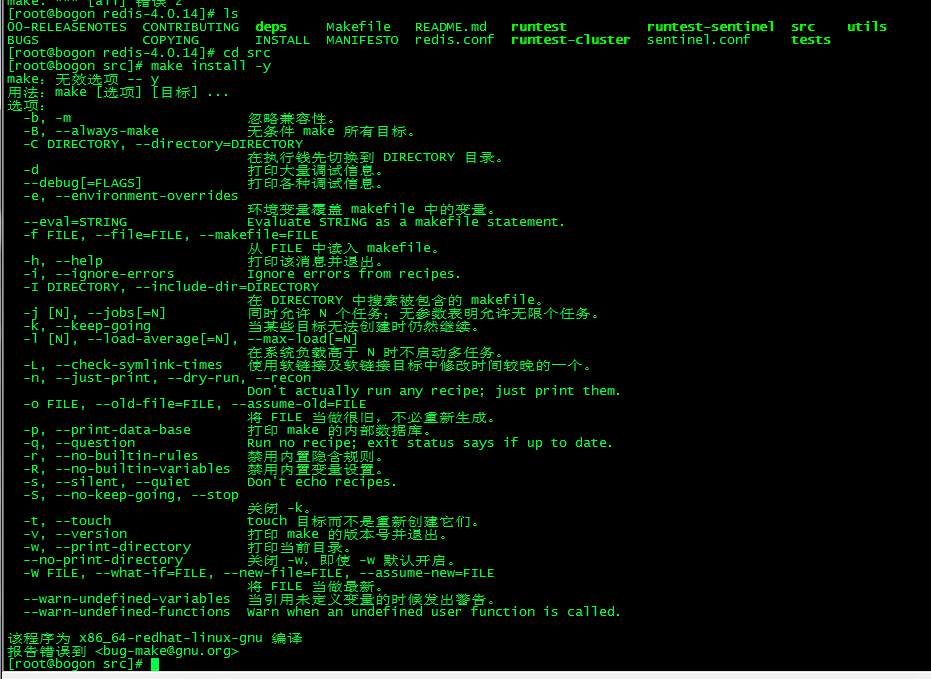 make: *** [all] 错误 2
[root@bogon redis-4.0.14]# ls
00-RELEASENOTES  CONTRIBUTING  deps     Makefile   README.md   runtest          runtest-sentinel  src    utils
BUGS             COPYING       INSTALL  MANIFESTO  redis.conf  runtest-cluster  sentinel.conf     tests
[root@bogon redis-4.0.14]# cd src
[root@bogon src]# make install -y
make：无效选项 -- y
用法：make [选项] [目标] ...
选项：
  -b, -m                      忽略兼容性。
  -B, --always-make           无条件 make 所有目标。
  -C DIRECTORY, --directory=DIRECTORY
                              在执行钱先切换到 DIRECTORY 目录。
  -d                          打印大量调试信息。
  --debug[=FLAGS]             打印各种调试信息。
  -e, --environment-overrides
                              环境变量覆盖 makefile 中的变量。
  --eval=STRING               Evaluate STRING as a makefile statement.
  -f FILE, --file=FILE, --makefile=FILE
                              从 FILE 中读入 makefile。
  -h, --help                  打印该消息并退出。
  -i, --ignore-errors         Ignore errors from recipes.
  -I DIRECTORY, --include-dir=DIRECTORY
                              在 DIRECTORY 中搜索被包含的 makefile。
  -j [N], --jobs[=N]          同时允许 N 个任务；无参数表明允许无限个任务。
  -k, --keep-going            当某些目标无法创建时仍然继续。
  -l [N], --load-average[=N], --max-load[=N]
                              在系统负载高于 N 时不启动多任务。
  -L, --check-symlink-times   使用软链接及软链接目标中修改时间较晚的一个。
  -n, --just-print, --dry-run, --recon
                              Don't actually run any recipe; just print them.
  -o FILE, --old-file=FILE, --assume-old=FILE
                              将 FILE 当做很旧，不必重新生成。
  -p, --print-data-base       打印 make 的内部数据库。
  -q, --question              Run no recipe; exit status says if up to date.
  -r, --no-builtin-rules      禁用内置隐含规则。
  -R, --no-builtin-variables  禁用内置变量设置。
  -s, --silent, --quiet       Don't echo recipes.
  -S, --no-keep-going, --stop
                              关闭 -k。
  -t, --touch                 touch 目标而不是重新创建它们。
  -v, --version               打印 make 的版本号并退出。
  -w, --print-directory       打印当前目录。
  --no-print-directory        关闭 -w，即使 -w 默认开启。
  -W FILE, --what-if=FILE, --new-file=FILE, --assume-new=FILE
                              将 FILE 当做最新。
  --warn-undefined-variables  当引用未定义变量的时候发出警告。
  --warn-undefined-functions  Warn when an undefined user function is called.
该程序为 x86_64-redhat-linux-gnu 编译
报告错误到 <bug-make@gnu.org>
[root@bogon src]#